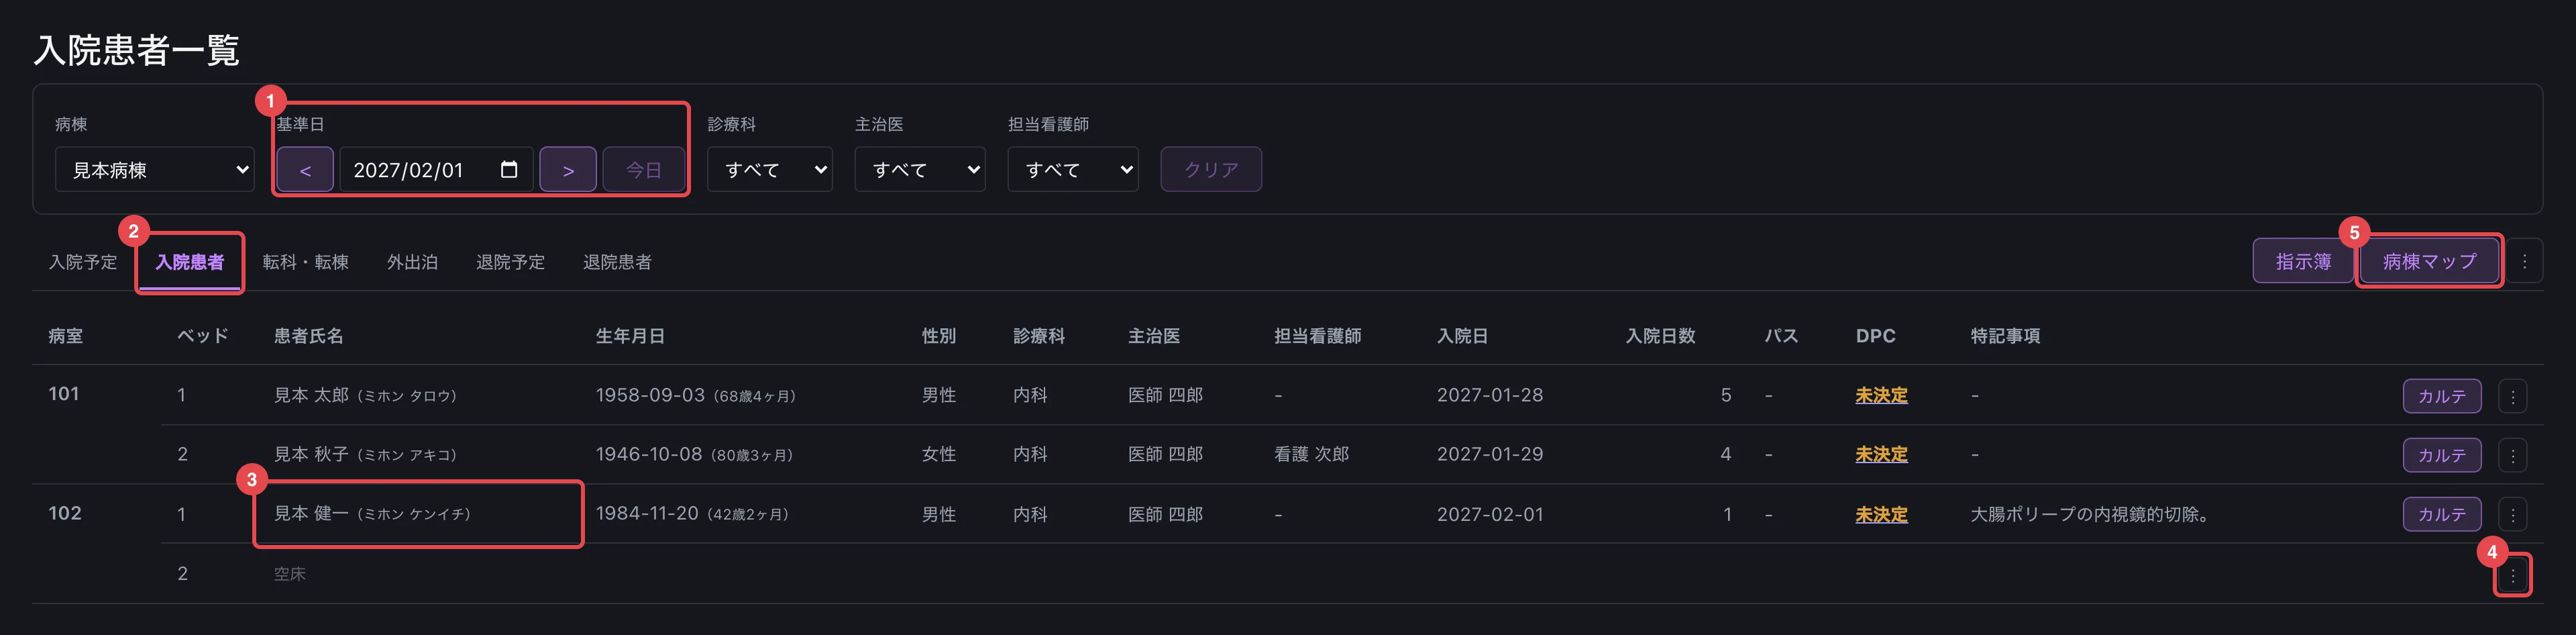 入院患者一覧
1
病棟 基準日 診療科 主治医 担当看護師
見本病棟 < 2027/02/01 > 今日 すべて すべて すべて クリア
2 5
入院予定 入院患者 転科・転棟 外出泊 退院予定 退院患者 指示簿 病棟マップ ⋮
病室 ベッド 患者氏名 生年月日 性別 診療科 主治医 担当看護師 入院日 入院日数 パス DPC 特記事項
101 1 見本 太郎（ミホン タロウ） 1958-09-03（68歳4ヶ月） 男性 内科 医師 四郎 - 2027-01-28 5 - 未決定 - カルテ ⋮
2 見本 秋子（ミホン アキコ） 1946-10-08（80歳3ヶ月） 女性 内科 医師 四郎 看護 次郎 2027-01-29 4 - 未決定 - カルテ ⋮
3
102 1 見本 健一（ミホン ケンイチ） 1984-11-20（42歳2ヶ月） 男性 内科 医師 四郎 - 2027-02-01 1 - 未決定 大腸ポリープの内視鏡的切除。 カルテ ⋮
4
2 空床 ⋮